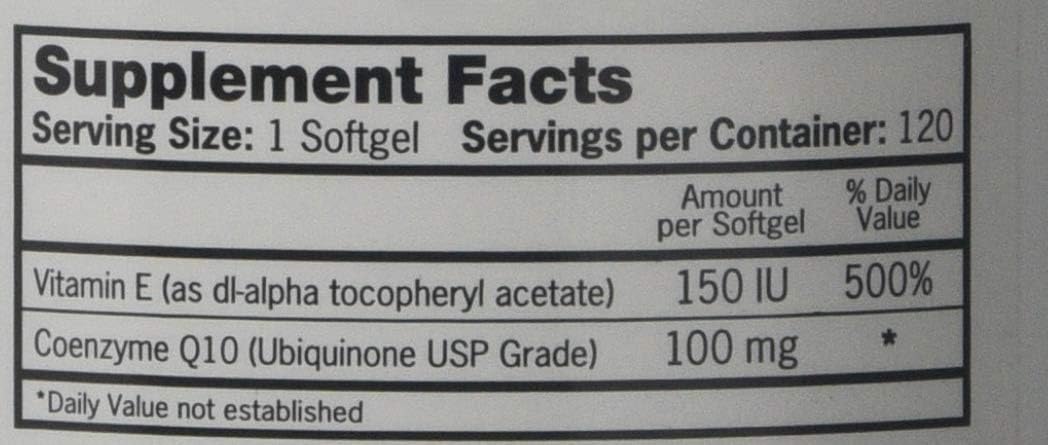 Supplement Facts
Serving Size: 1 Softgel Servings per Container: 120
Amount per Softgel % Daily Value
Vitamin E (as dl-alpha tocopheryl acetate) 150 IU 500%
Coenzyme Q10 (Ubiquinone USP Grade) 100 mg *
*Daily Value not established